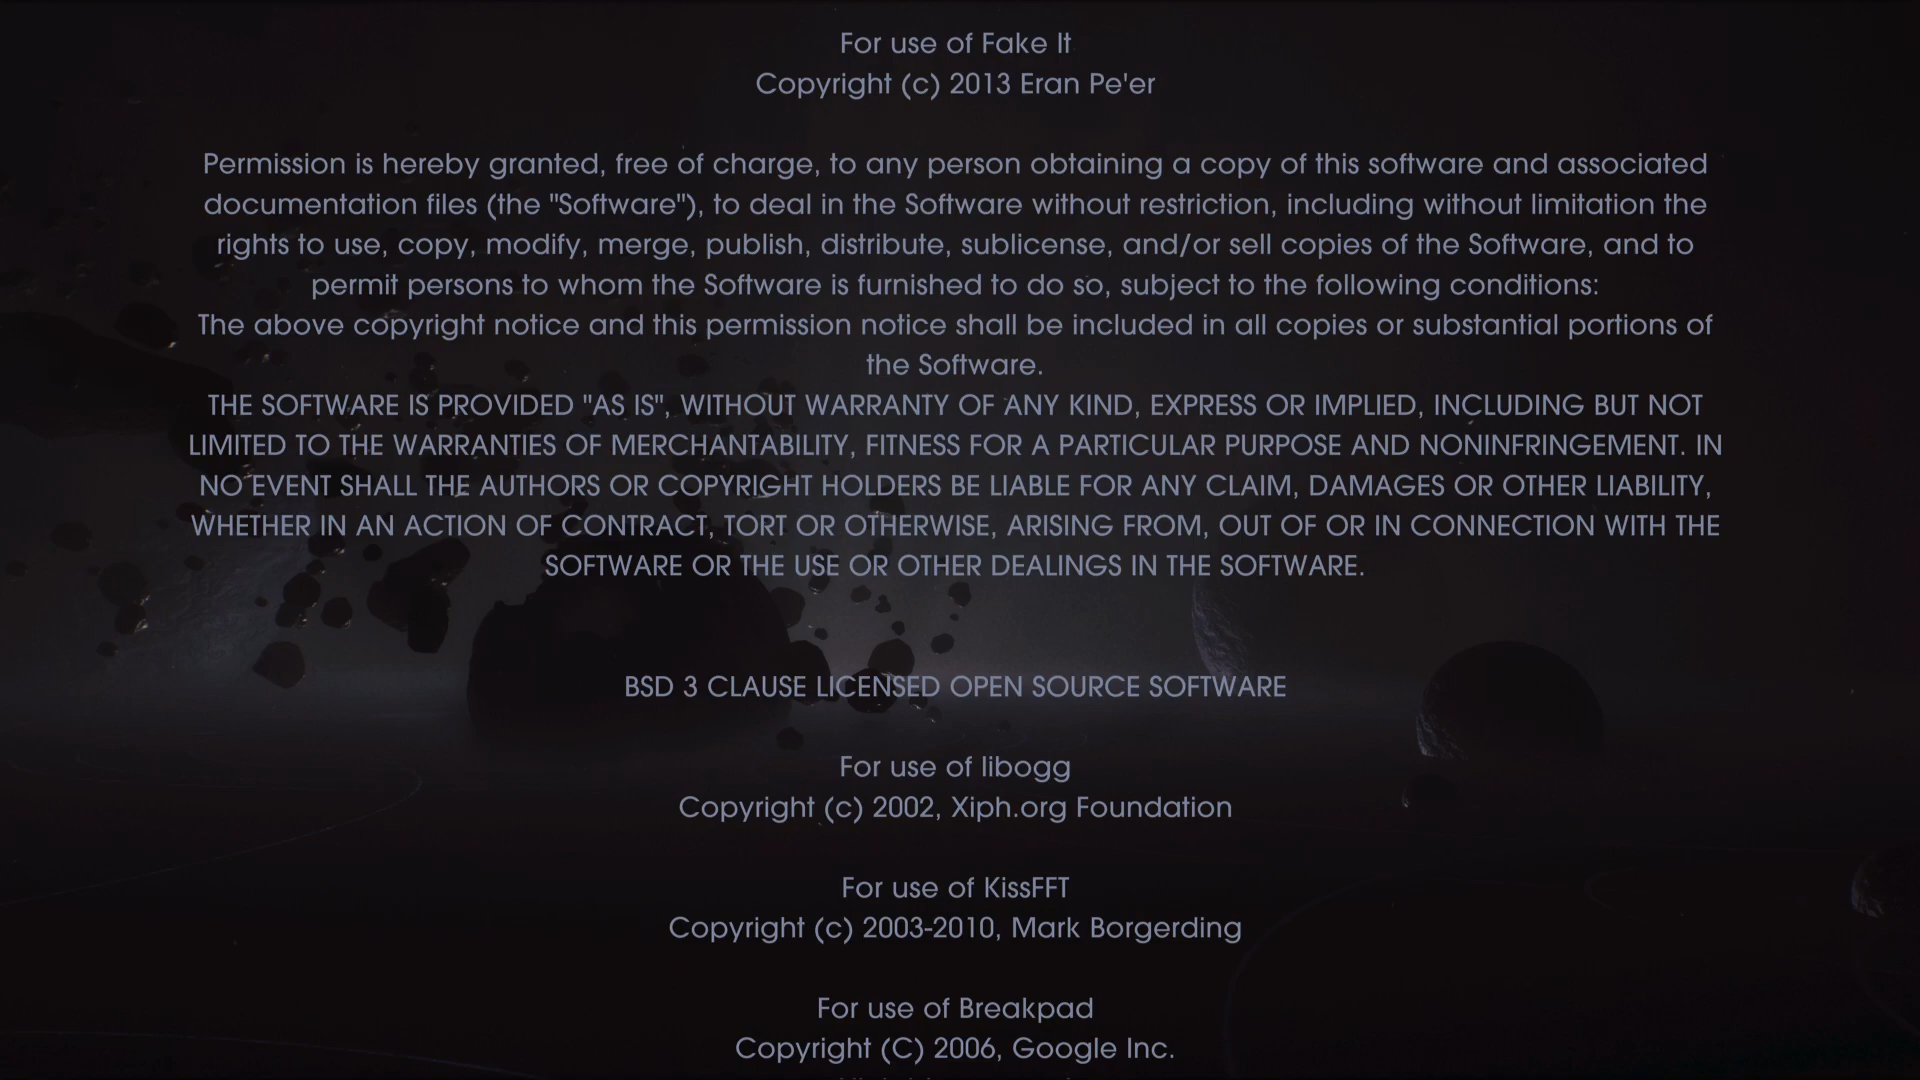 For use of Fake It
Copyright (c) 2013 Eran Pe'er
Permission is hereby granted, free of charge, to any person obtaining a copy of this software and associated
documentation files (the "Software"), to deal in the Software without restriction, including without limitation the
rights to use, copy, modify, merge, publish, distribute, sublicense, and/or sell copies of the Software, and to
permit persons to whom the Software is furnished to do so, subject to the following conditions:
The above copyright notice and this permission notice shall be included in all copies or substantial portions of
the Software.
THE SOFTWARE IS PROVIDED "AS IS", WITHOUT WARRANTY OF ANY KIND, EXPRESS OR IMPLIED, INCLUDING BUT NOT
LIMITED TO THE WARRANTIES OF MERCHANTABILITY, FITNESS FOR A PARTICULAR PURPOSE AND NONINFRINGEMENT. IN
NO EVENT SHALL THE AUTHORS OR COPYRIGHT HOLDERS BE LIABLE FOR ANY CLAIM, DAMAGES OR OTHER LIABILITY,
WHETHER IN AN ACTION OF CONTRACT, TORT OR OTHERWISE, ARISING FROM, OUT OF OR IN CONNECTION WITH THE
SOFTWARE OR THE USE OR OTHER DEALINGS IN THE SOFTWARE.
BSD 3 CLAUSE LICENSED OPEN SOURCE SOFTWARE
For use of libogg
Copyright (c) 2002, Xiph.org Foundation
For use of KissFFT
Copyright (c) 2003-2010, Mark Borgerding
For use of Breakpad
Copyright (C) 2006, Google Inc.